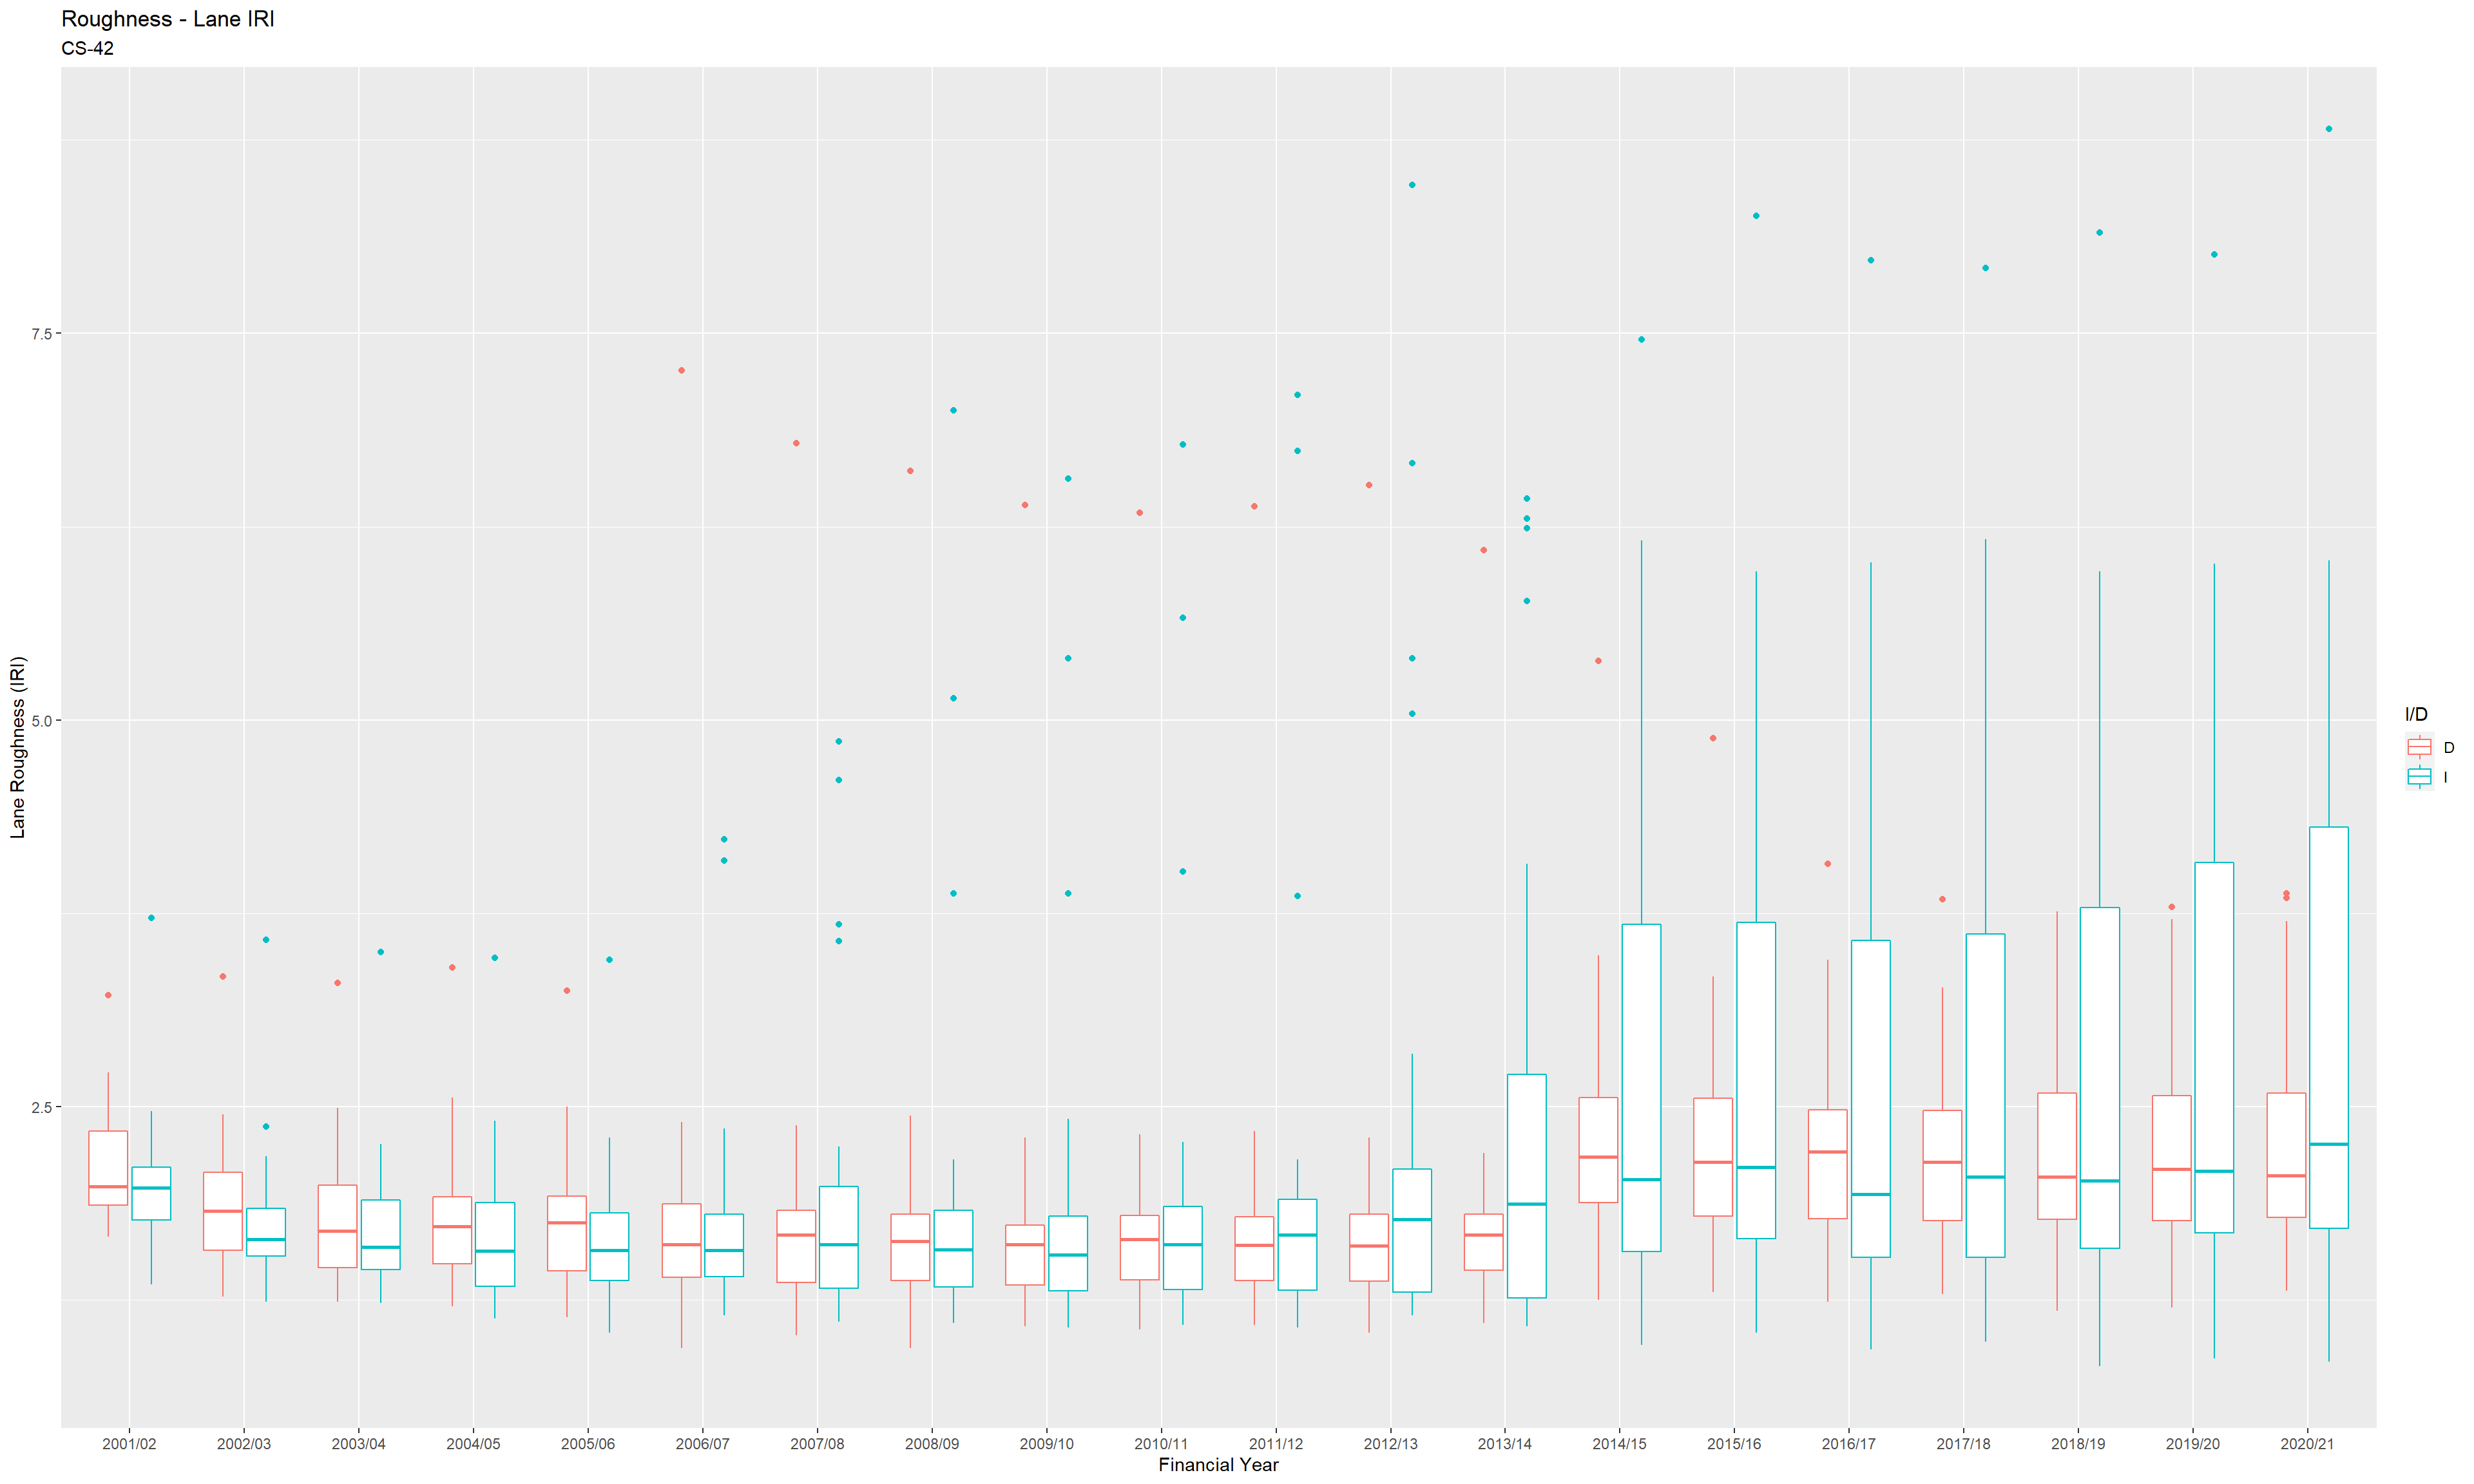 Roughness - Lane IRI
CS-42
Lane Roughness (IRI)
7.5
5.0
2.5
2001/02 2002/03 2003/04 2004/05 2005/06 2006/07 2007/08 2008/09 2009/10 2010/11 2011/12 2012/13 2013/14 2014/15 2015/16 2016/17 2017/18 2018/19 2019/20 2020/21
Financial Year
I/D
D
I